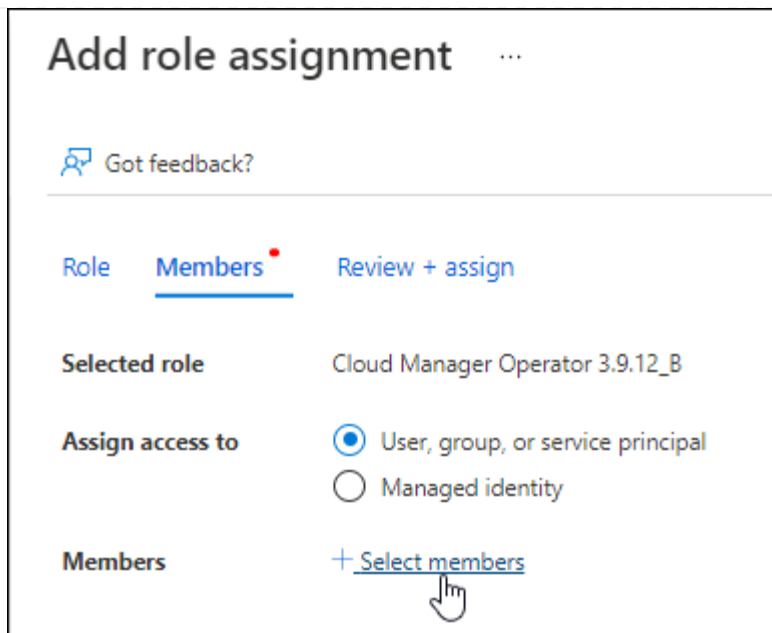 Add role assignment ...
Got feedback?
Role Members Review + assign
Selected role Cloud Manager Operator 3.9.12_B
Assign access to User, group, or service principal
Managed identity
Members + Select members